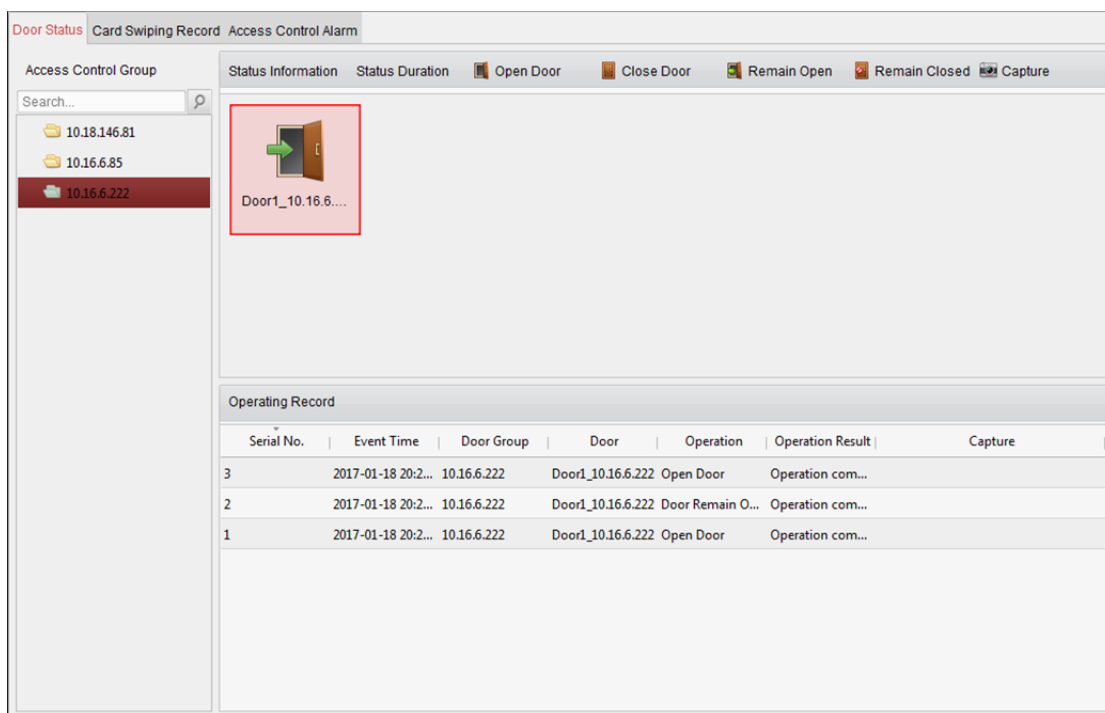 Door Status Card Swiping Record Access Control Alarm
Access Control Group
Search...
10.18.146.81
10.16.6.85
10.16.6.222
Status Information Status Duration Open Door Close Door Remain Open Remain Closed Capture
Door1_10.16.6....
Operating Record
Serial No. Event Time Door Group Door Operation Operation Result Capture
3 2017-01-18 20:2... 10.16.6.222 Door1_10.16.6.222 Open Door Operation com...
2 2017-01-18 20:2... 10.16.6.222 Door1_10.16.6.222 Door Remain O... Operation com...
1 2017-01-18 20:2... 10.16.6.222 Door1_10.16.6.222 Open Door Operation com...